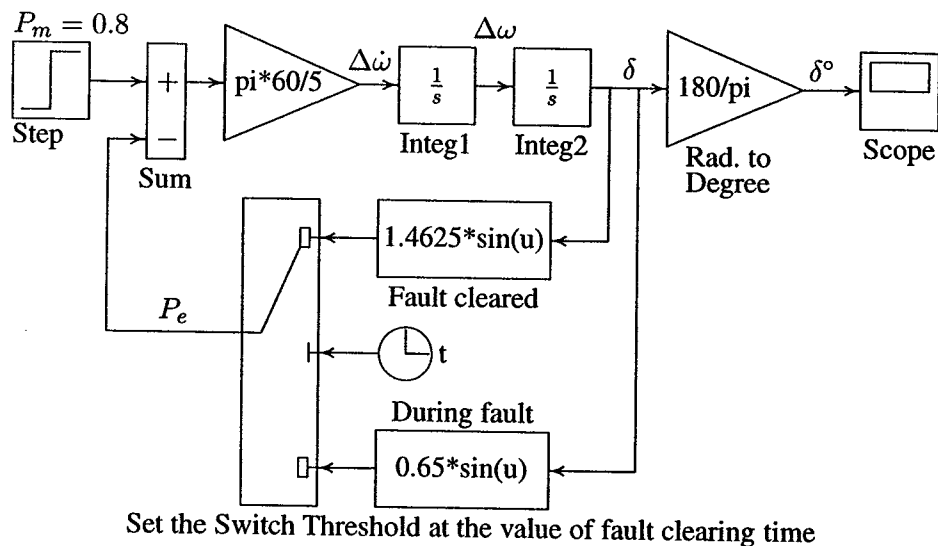 P_m = 0.8
Step
+
−
Sum
pi*60/5
Δω̇
1/s
Integ1
Δω
1/s
Integ2
δ
180/pi
Rad. to
Degree
δ°
Scope
1.4625*sin(u)
Fault cleared
P_e
t
During fault
0.65*sin(u)
Set the Switch Threshold at the value of fault clearing time